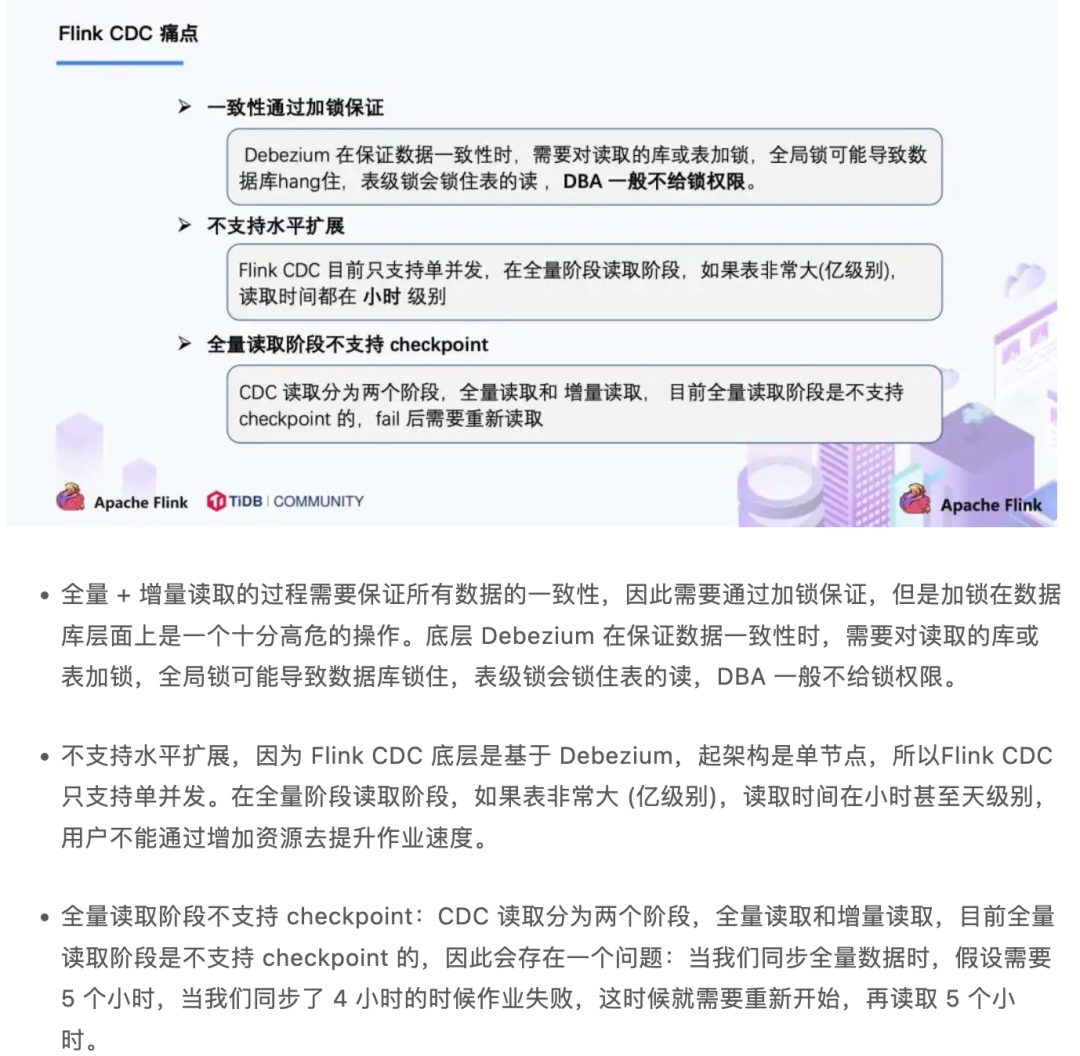 Flink CDC 痛点
➤ 一致性通过加锁保证
Debezium 在保证数据一致性时，需要对读取的库或表加锁，全局锁可能导致数
据库hang住，表级锁会锁住表的读 ，DBA 一般不给锁权限。
➤ 不支持水平扩展
Flink CDC 目前只支持单并发，在全量阶段读取阶段，如果表非常大(亿级别)，
读取时间都在 小时 级别
➤ 全量读取阶段不支持 checkpoint
CDC 读取分为两个阶段，全量读取和 增量读取， 目前全量读取阶段是不支持
checkpoint 的，fail 后需要重新读取
Apache Flink TiDB | COMMUNITY
Apache Flink
• 全量 + 增量读取的过程需要保证所有数据的一致性，因此需要通过加锁保证，但是加锁在数据
库层面上是一个十分高危的操作。底层 Debezium 在保证数据一致性时，需要对读取的库或
表加锁，全局锁可能导致数据库锁住，表级锁会锁住表的读，DBA 一般不给锁权限。
• 不支持水平扩展，因为 Flink CDC 底层是基于 Debezium，起架构是单节点，所以Flink CDC
只支持单并发。在全量阶段读取阶段，如果表非常大 (亿级别)，读取时间在小时甚至天级别，
用户不能通过增加资源去提升作业速度。
• 全量读取阶段不支持 checkpoint：CDC 读取分为两个阶段，全量读取和增量读取，目前全量
读取阶段是不支持 checkpoint 的，因此会存在一个问题：当我们同步全量数据时，假设需要
5 个小时，当我们同步了 4 小时的时候作业失败，这时候就需要重新开始，再读取 5 个小
时。